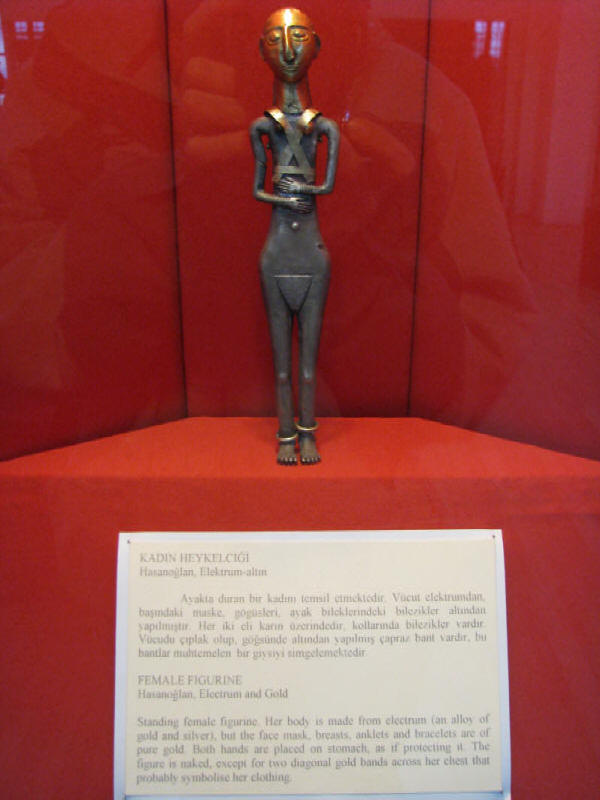 KADIN HEYKELCİĞİ
Hasanoğlan, Elektrum-altın
Ayakta duran bir kadını temsil etmektedir. Vücut elektrumdan,
başındaki maske, göğüsleri, ayak bileklerindeki bilezikler altından
yapılmıştır. Her iki eli karın üzerindedir, kollarında bilezikler vardır.
Vücudu çıplak olup, göğsünde altından yapılmış çapraz bant vardır, bu
bantlar muhtemelen bir giysiyi simgelemektedir.
FEMALE FIGURINE
Hasanoğlan, Electrum and Gold
Standing female figurine. Her body is made from electrum (an alloy of
gold and silver), but the face mask, breasts, anklets and bracelets are of
pure gold. Both hands are placed on stomach, as if protecting it. The
figure is naked, except for two diagonal gold bands across her chest that
probably symbolise her clothing.